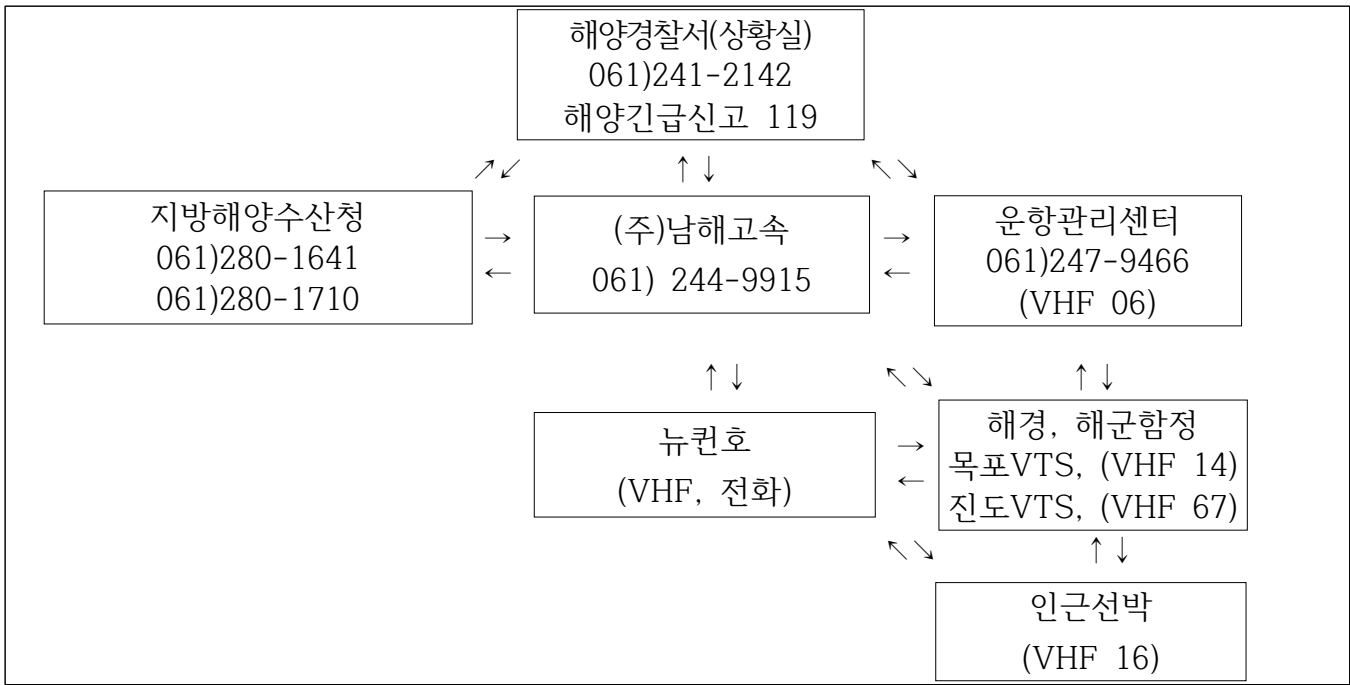 해양경찰서(상황실)
061)241-2142
해양긴급신고 119
↗↙ ↑↓ ↖↘
지방해양수산청
061)280-1641
061)280-1710
→
←
(주)남해고속
061) 244-9915
→
←
운항관리센터
061)247-9466
(VHF 06)
↑↓ ↖↘ ↑↓
뉴퀸호
(VHF, 전화)
→
←
해경, 해군함정
목포VTS, (VHF 14)
진도VTS, (VHF 67)
↖↘ ↑↓
인근선박
(VHF 16)